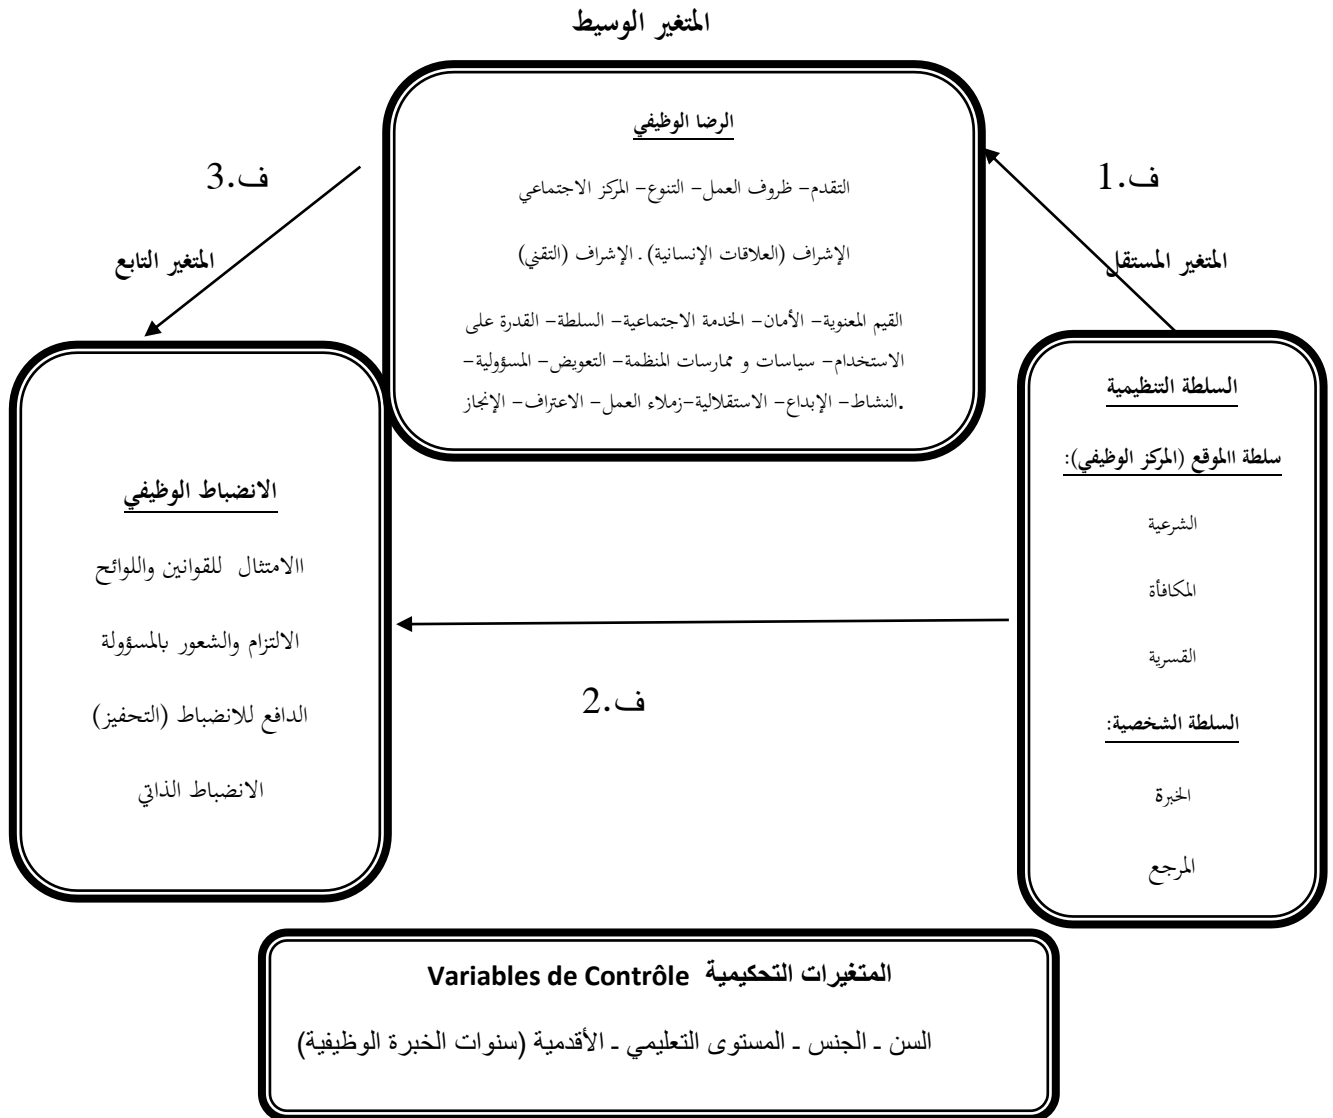 المتغير الوسيط
الرضا الوظيفي
التقدم- ظروف العمل- التنوع- المركز الاجتماعي
الإشراف (العلاقات الإنسانية). الإشراف (التقني)
القيم المعنوية- الأمان- الخدمة الاجتماعية- السلطة- القدرة على
الاستخدام- سياسات و ممارسات المنظمة- التعويض- المسؤولية-
.النشاط- الإبداع- الاستقلالية-زملاء العمل- الاعتراف- الإنجاز
ف.1
ف.3
المتغير المستقل
المتغير التابع
السلطة التنظيمية
سلطة االموقع (المركز الوظيفي):
الشرعية
المكافأة
القسرية
السلطة الشخصية:
الخبرة
المرجع
ف.2
الانضباط الوظيفي
االامتثال للقوانين واللوائح
الالتزام والشعور بالمسؤولة
الدافع للانضباط (التحفيز)
الانضباط الذاتي
المتغيرات التحكيمية Variables de Contrôle
السن ـ الجنس ـ المستوى التعليمي ـ الأقدمية (سنوات الخبرة الوظيفية)